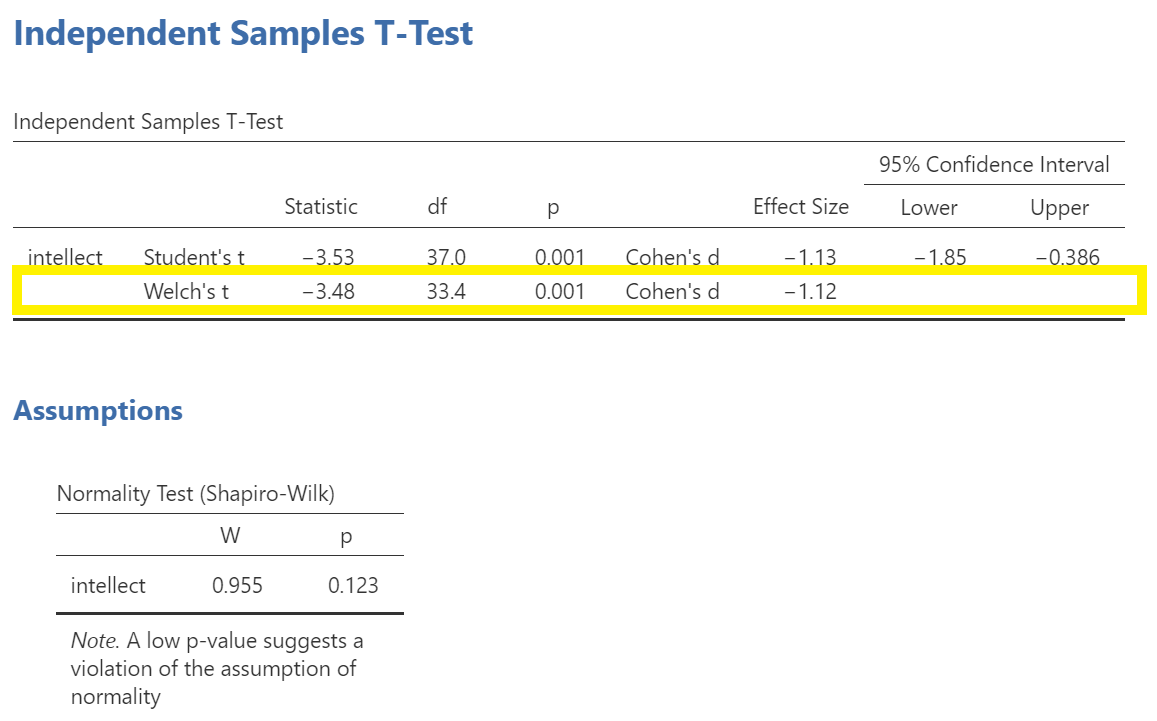 Independent Samples T-Test
Independent Samples T-Test
95% Confidence Interval
Statistic df p Effect Size Lower Upper
intellect Student's t −3.53 37.0 0.001 Cohen's d −1.13 −1.85 −0.386
Welch's t −3.48 33.4 0.001 Cohen's d −1.12
Assumptions
Normality Test (Shapiro-Wilk)
W p
intellect 0.955 0.123
Note. A low p-value suggests a
violation of the assumption of
normality